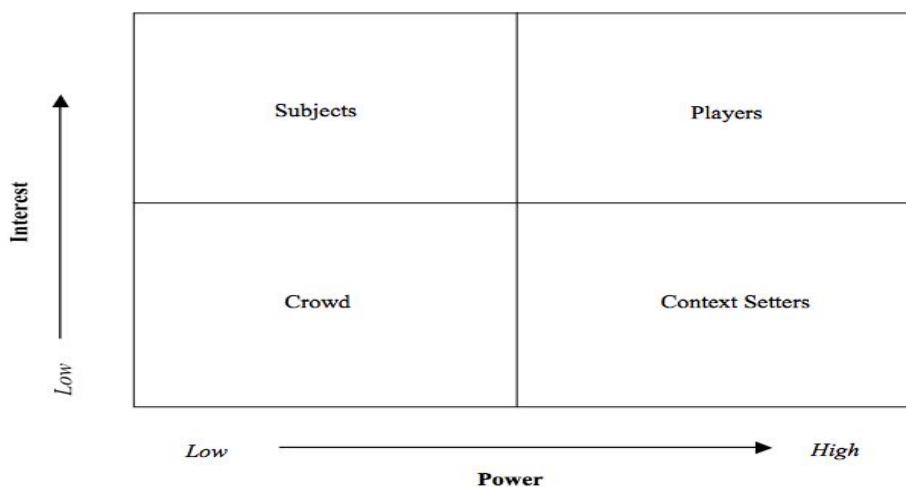 Subjects
Players
Interest
Crowd
Context Setters
Low
Low
High
Power